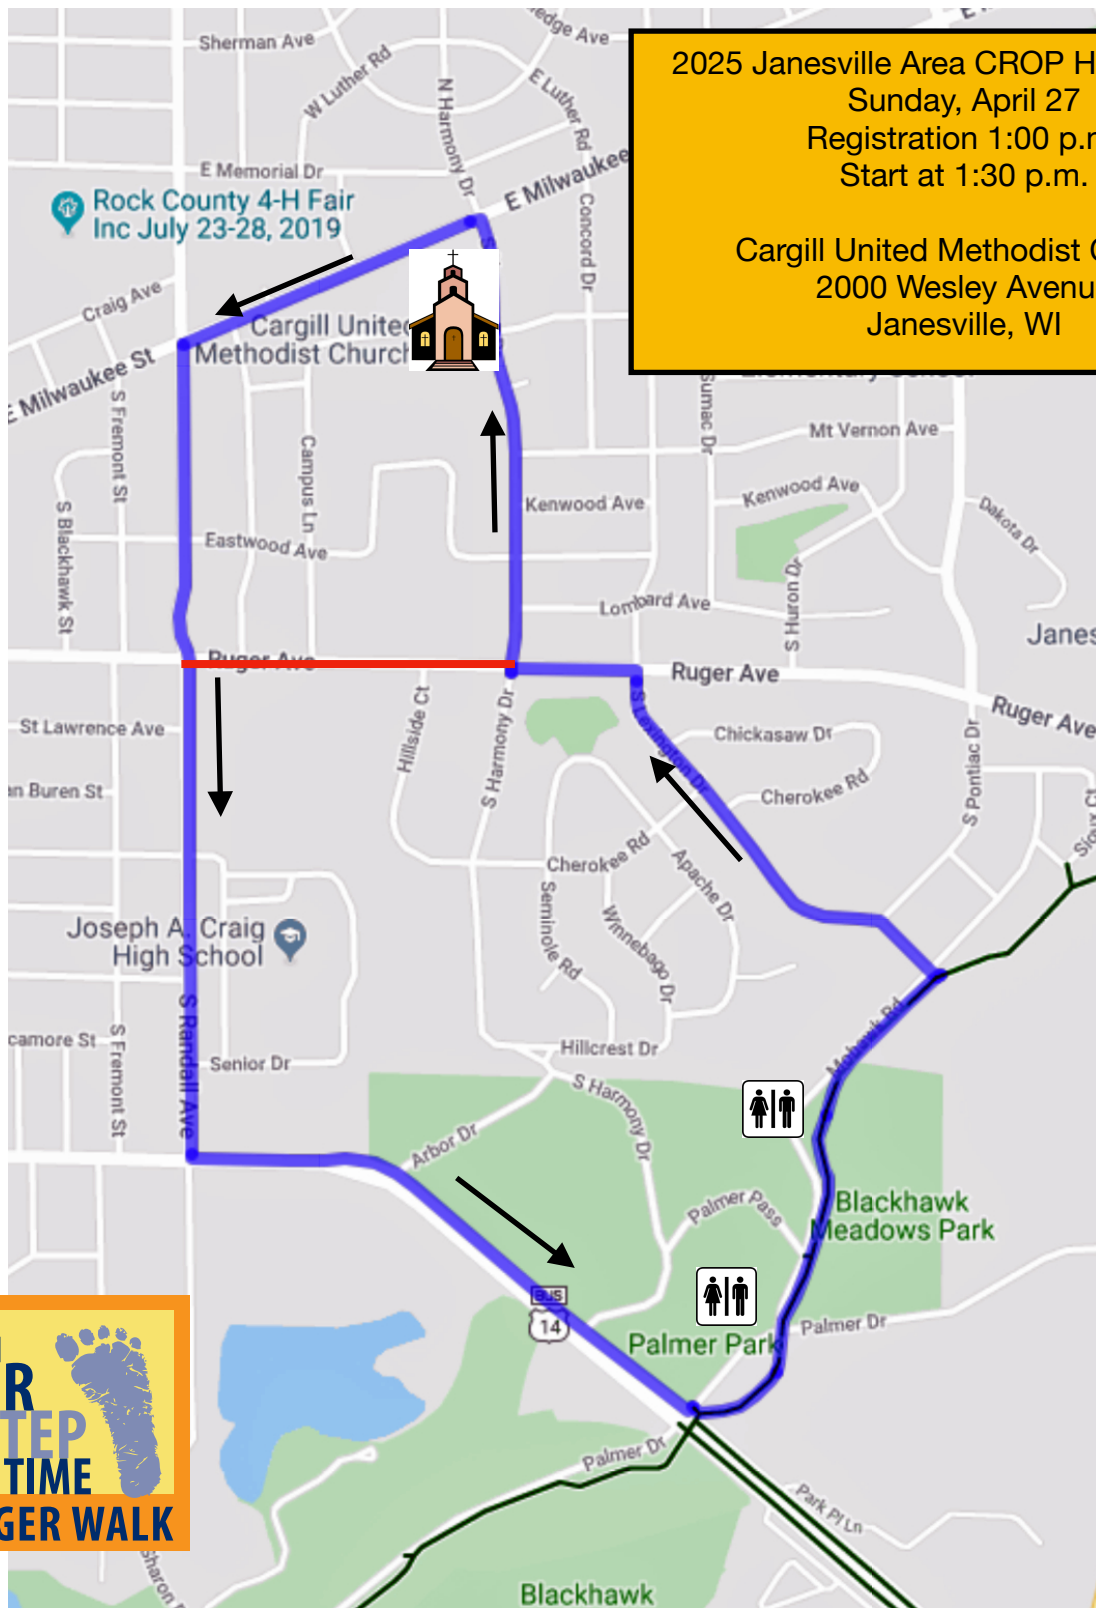 Sherman Ave
W Luther Rd
N Harmony Dr
E Luther Rd
E Memorial Dr
E Milwaukee
Rock County 4-H Fair
Inc July 23-28, 2019
Concord Dr
Craig Ave
Cargill United
Methodist Church
E Milwaukee St
2025 Janesville Area CROP H
Sunday, April 27
Registration 1:00 p.m
Start at 1:30 p.m.
Cargill United Methodist C
2000 Wesley Avenu
Janesville, WI
S Fremont St
Campus Ln
Sumac Dr
Mt Vernon Ave
Kenwood Ave
Kenwood Ave
Dakota Dr
S Blackhawk St
Eastwood Ave
Lombard Ave
S Huron Dr
Janes
Ruger Ave
Ruger Ave
Ruger Ave
St Lawrence Ave
Hillside Ct
S Harmony Dr
S Lexington Dr
Chickasaw Dr
S Pontiac Dr
an Buren St
Cherokee Rd
Sioux Ct
Cherokee Rd
Apache Dr
Seminole Rd
Winnebago Dr
Joseph A. Craig
High School
S Randall Ave
camore St
S Fremont St
Senior Dr
Hillcrest Dr
Mohawk Rd
S Harmony Dr
Arbor Dr
Palmer Pass
Blackhawk
Meadows Park
BUS
14
Palmer Park
Palmer Dr
R
TEP
TIME
GER WALK
Palmer Dr
Park Pl Ln
Sharon
Blackhawk